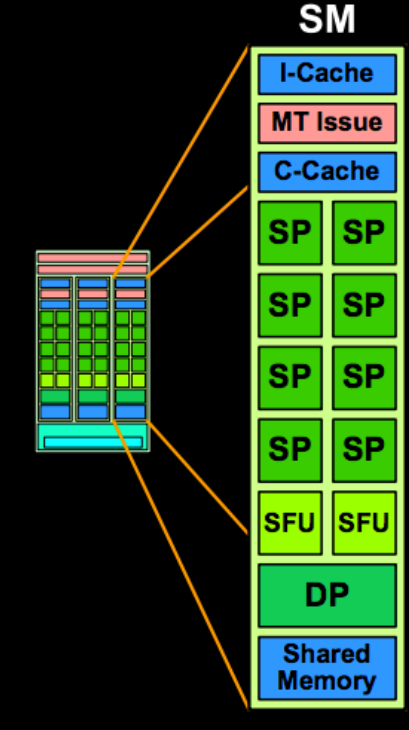 SM
I-Cache
MT Issue
C-Cache
SP SP
SP SP
SP SP
SP SP
SFU SFU
DP
Shared
Memory